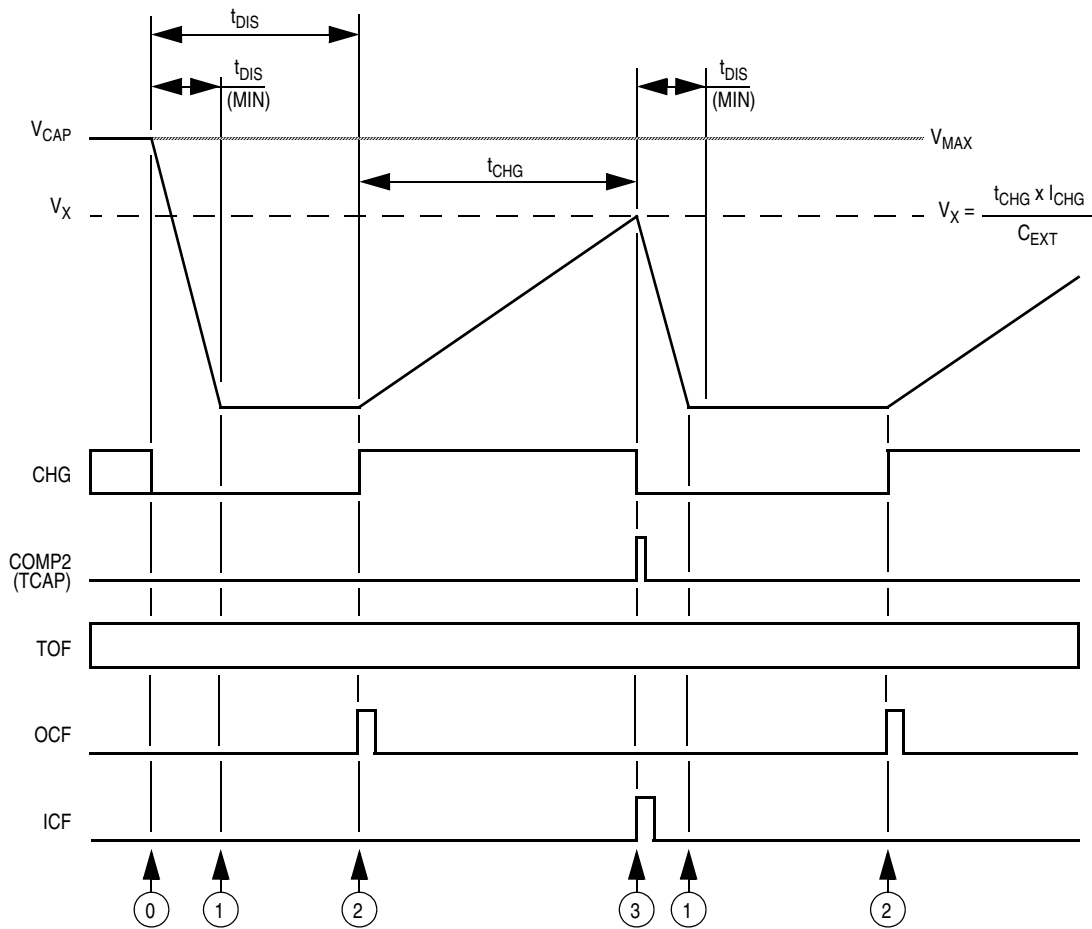 tDIS
tDIS
(MIN)
tDIS
(MIN)
VCAP
VMAX
tCHG
VX
VX = tCHG x ICHG
CEXT
CHG
COMP2
(TCAP)
TOF
OCF
ICF
0 1 2 3 1 2